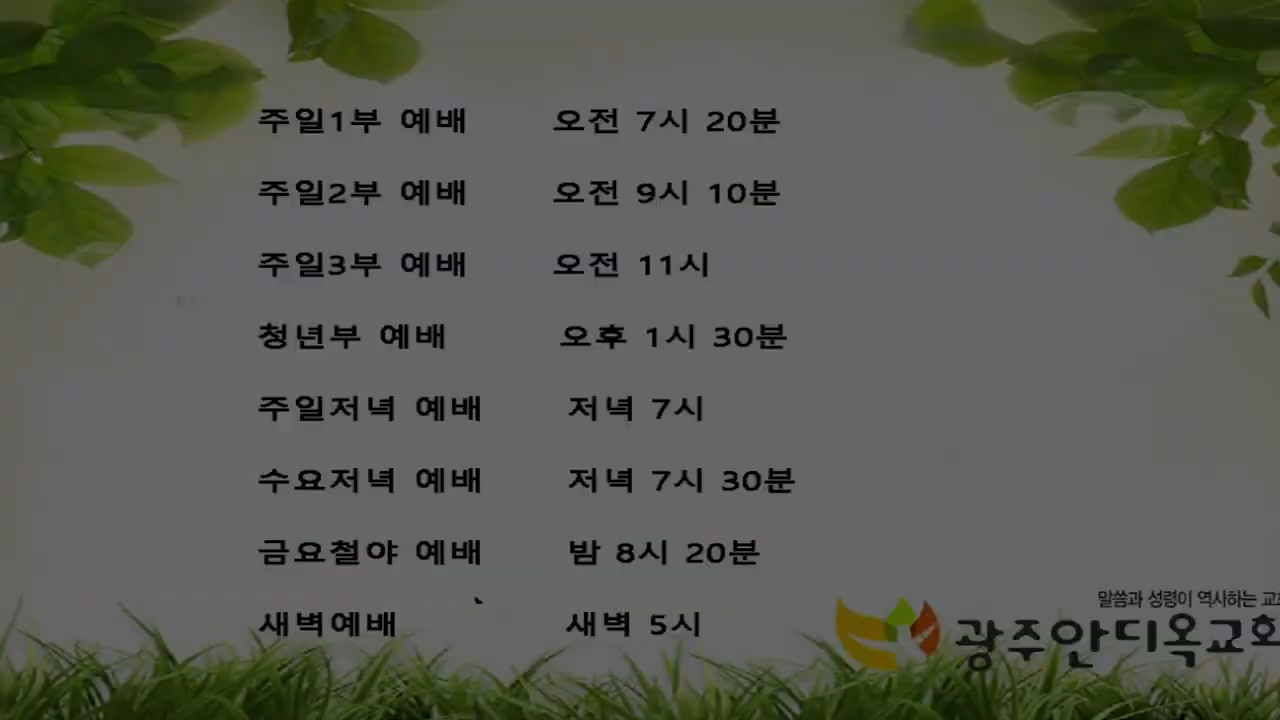 주일1부 예배 오전 7시 20분
주일2부 예배 오전 9시 10분
주일3부 예배 오전 11시
청년부 예배 오후 1시 30분
주일저녁 예배 저녁 7시
수요저녁 예배 저녁 7시 30분
금요철야 예배 밤 8시 20분
새벽예배 새벽 5시
말씀과 성령이 역사하는 교회
광주안디옥교회